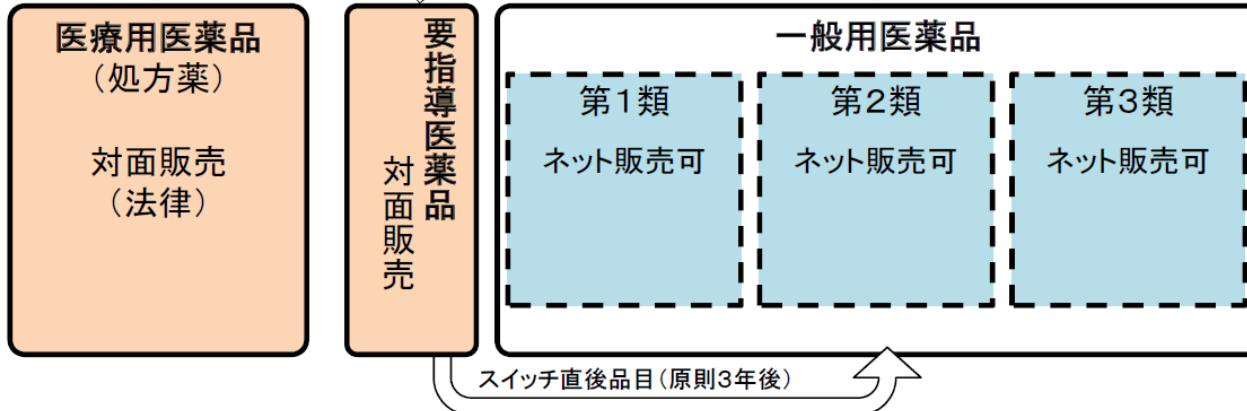 医療用医薬品
（処方薬）
対面販売
（法律）
要指導医薬品
対面販売
一般用医薬品
第１類
ネット販売可
第２類
ネット販売可
第３類
ネット販売可
スイッチ直後品目（原則３年後）